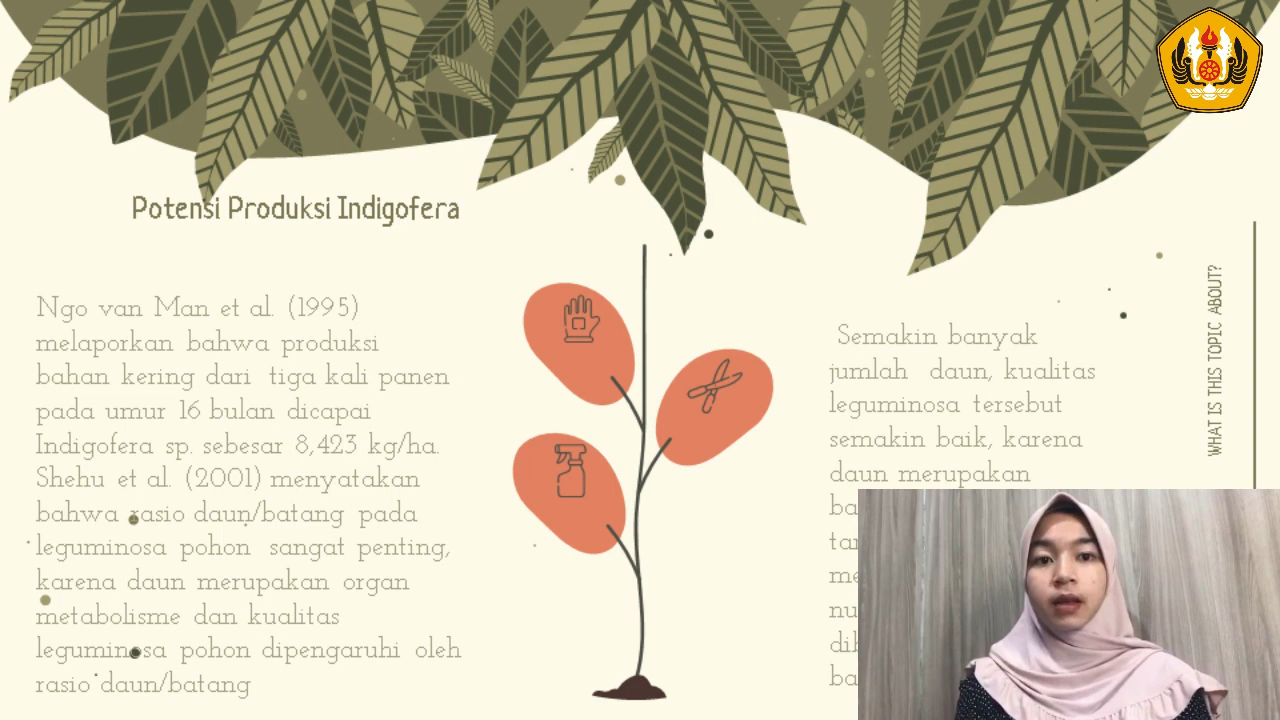 Potensi Produksi Indigofera
Ngo van Man et al. (1995)
melaporkan bahwa produksi
bahan kering dari tiga kali panen
pada umur 16 bulan dicapai
Indigofera sp. sebesar 8,423 kg/ha.
Shehu et al. (2001) menyatakan
bahwa rasio daun/batang pada
leguminosa pohon sangat penting,
karena daun merupakan organ
metabolisme dan kualitas
leguminosa pohon dipengaruhi oleh
rasio daun/batang
Semakin banyak
jumlah daun, kualitas
leguminosa tersebut
semakin baik, karena
daun merupakan
WHAT IS THIS TOPIC ABOUT?